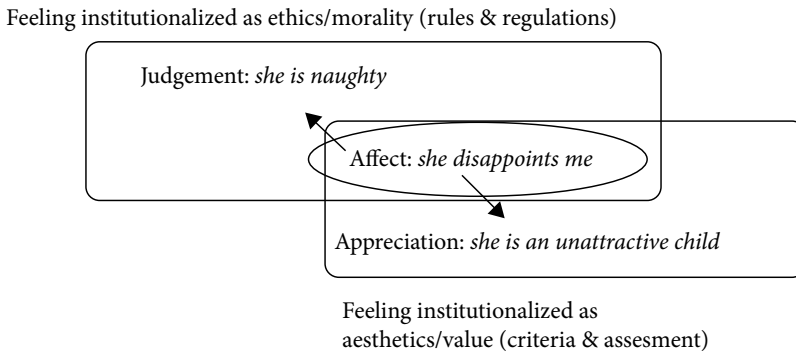 Feeling institutionalized as ethics/morality (rules & regulations)
Judgement: she is naughty
Affect: she disappoints me
Appreciation: she is an unattractive child
Feeling institutionalized as
aesthetics/value (criteria & assesment)